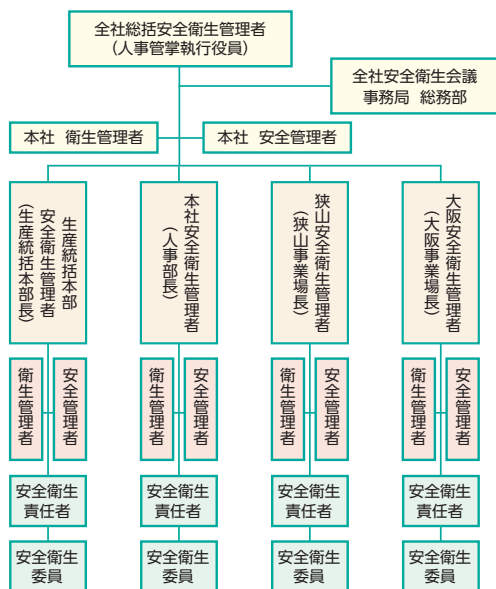 全社総括安全衛生管理者
(人事管掌執行役員)
全社安全衛生会議
事務局 総務部
本社 衛生管理者
本社 安全管理者
生産統括本部
安全衛生管理者
(生産統括本部長)
本社安全衛生管理者
(人事部長)
狭山安全衛生管理者
(狭山事業場長)
大阪安全衛生管理者
(大阪事業場長)
衛生管理者
安全管理者
衛生管理者
安全管理者
衛生管理者
安全管理者
衛生管理者
安全管理者
安全衛生
責任者
安全衛生
責任者
安全衛生
責任者
安全衛生
責任者
安全衛生
委員
安全衛生
委員
安全衛生
委員
安全衛生
委員